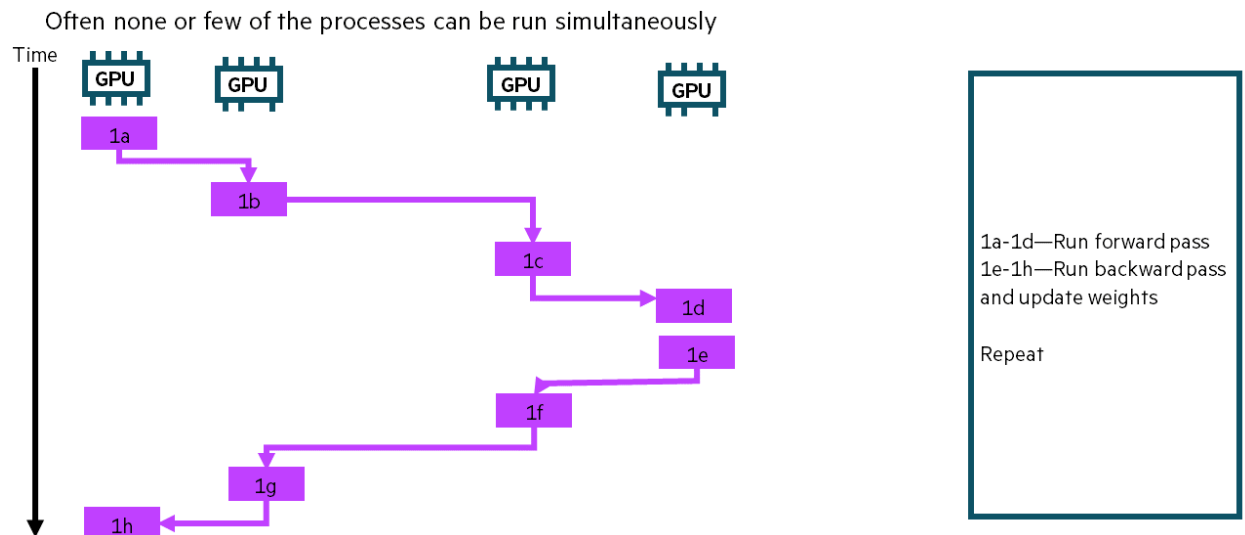 Often none or few of the processes can be run simultaneously
Time
GPU
GPU
GPU
GPU
1a
1b
1c
1d
1e
1f
1g
1h
1a-1d—Run forward pass
1e-1h—Run backward pass
and update weights
Repeat